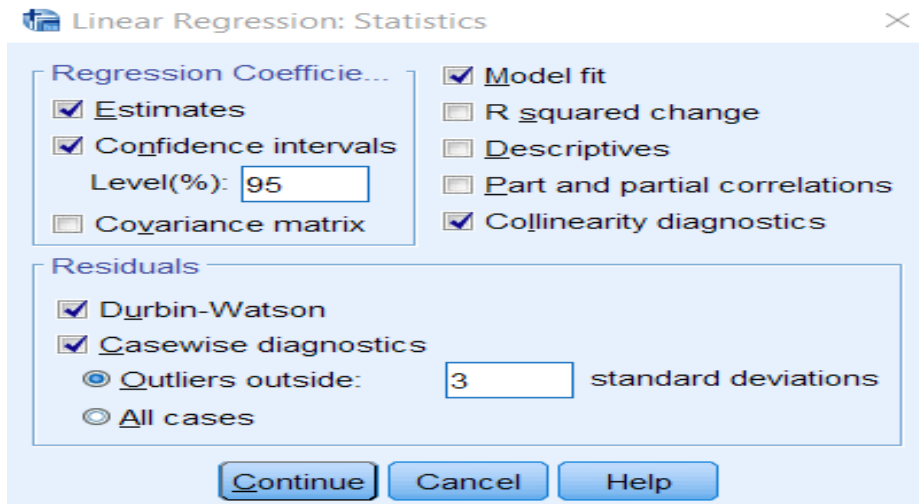 Linear Regression: Statistics
Regression Coefficie...
Estimates
Confidence intervals
Level(%): 95
Covariance matrix
Model fit
R squared change
Descriptives
Part and partial correlations
Collinearity diagnostics
Residuals
Durbin-Watson
Casewise diagnostics
Outliers outside: 3 standard deviations
All cases
Continue Cancel Help